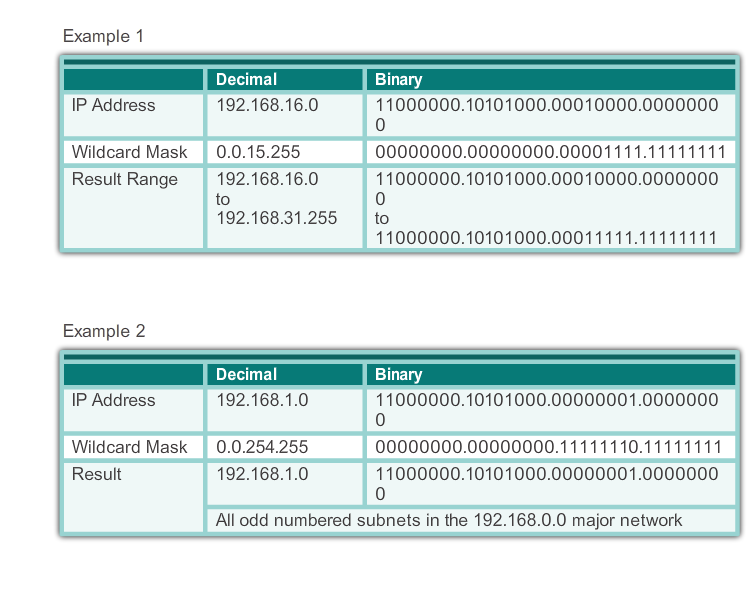 Example 1
Decimal Binary
IP Address 192.168.16.0 11000000.10101000.00010000.0000000
0
Wildcard Mask 0.0.15.255 00000000.00000000.00001111.11111111
Result Range 192.168.16.0 11000000.10101000.00010000.0000000
to 0
192.168.31.255 to
11000000.10101000.00011111.11111111
Example 2
Decimal Binary
IP Address 192.168.1.0 11000000.10101000.00000001.0000000
0
Wildcard Mask 0.0.254.255 00000000.00000000.11111110.11111111
Result 192.168.1.0 11000000.10101000.00000001.0000000
0
All odd numbered subnets in the 192.168.0.0 major network